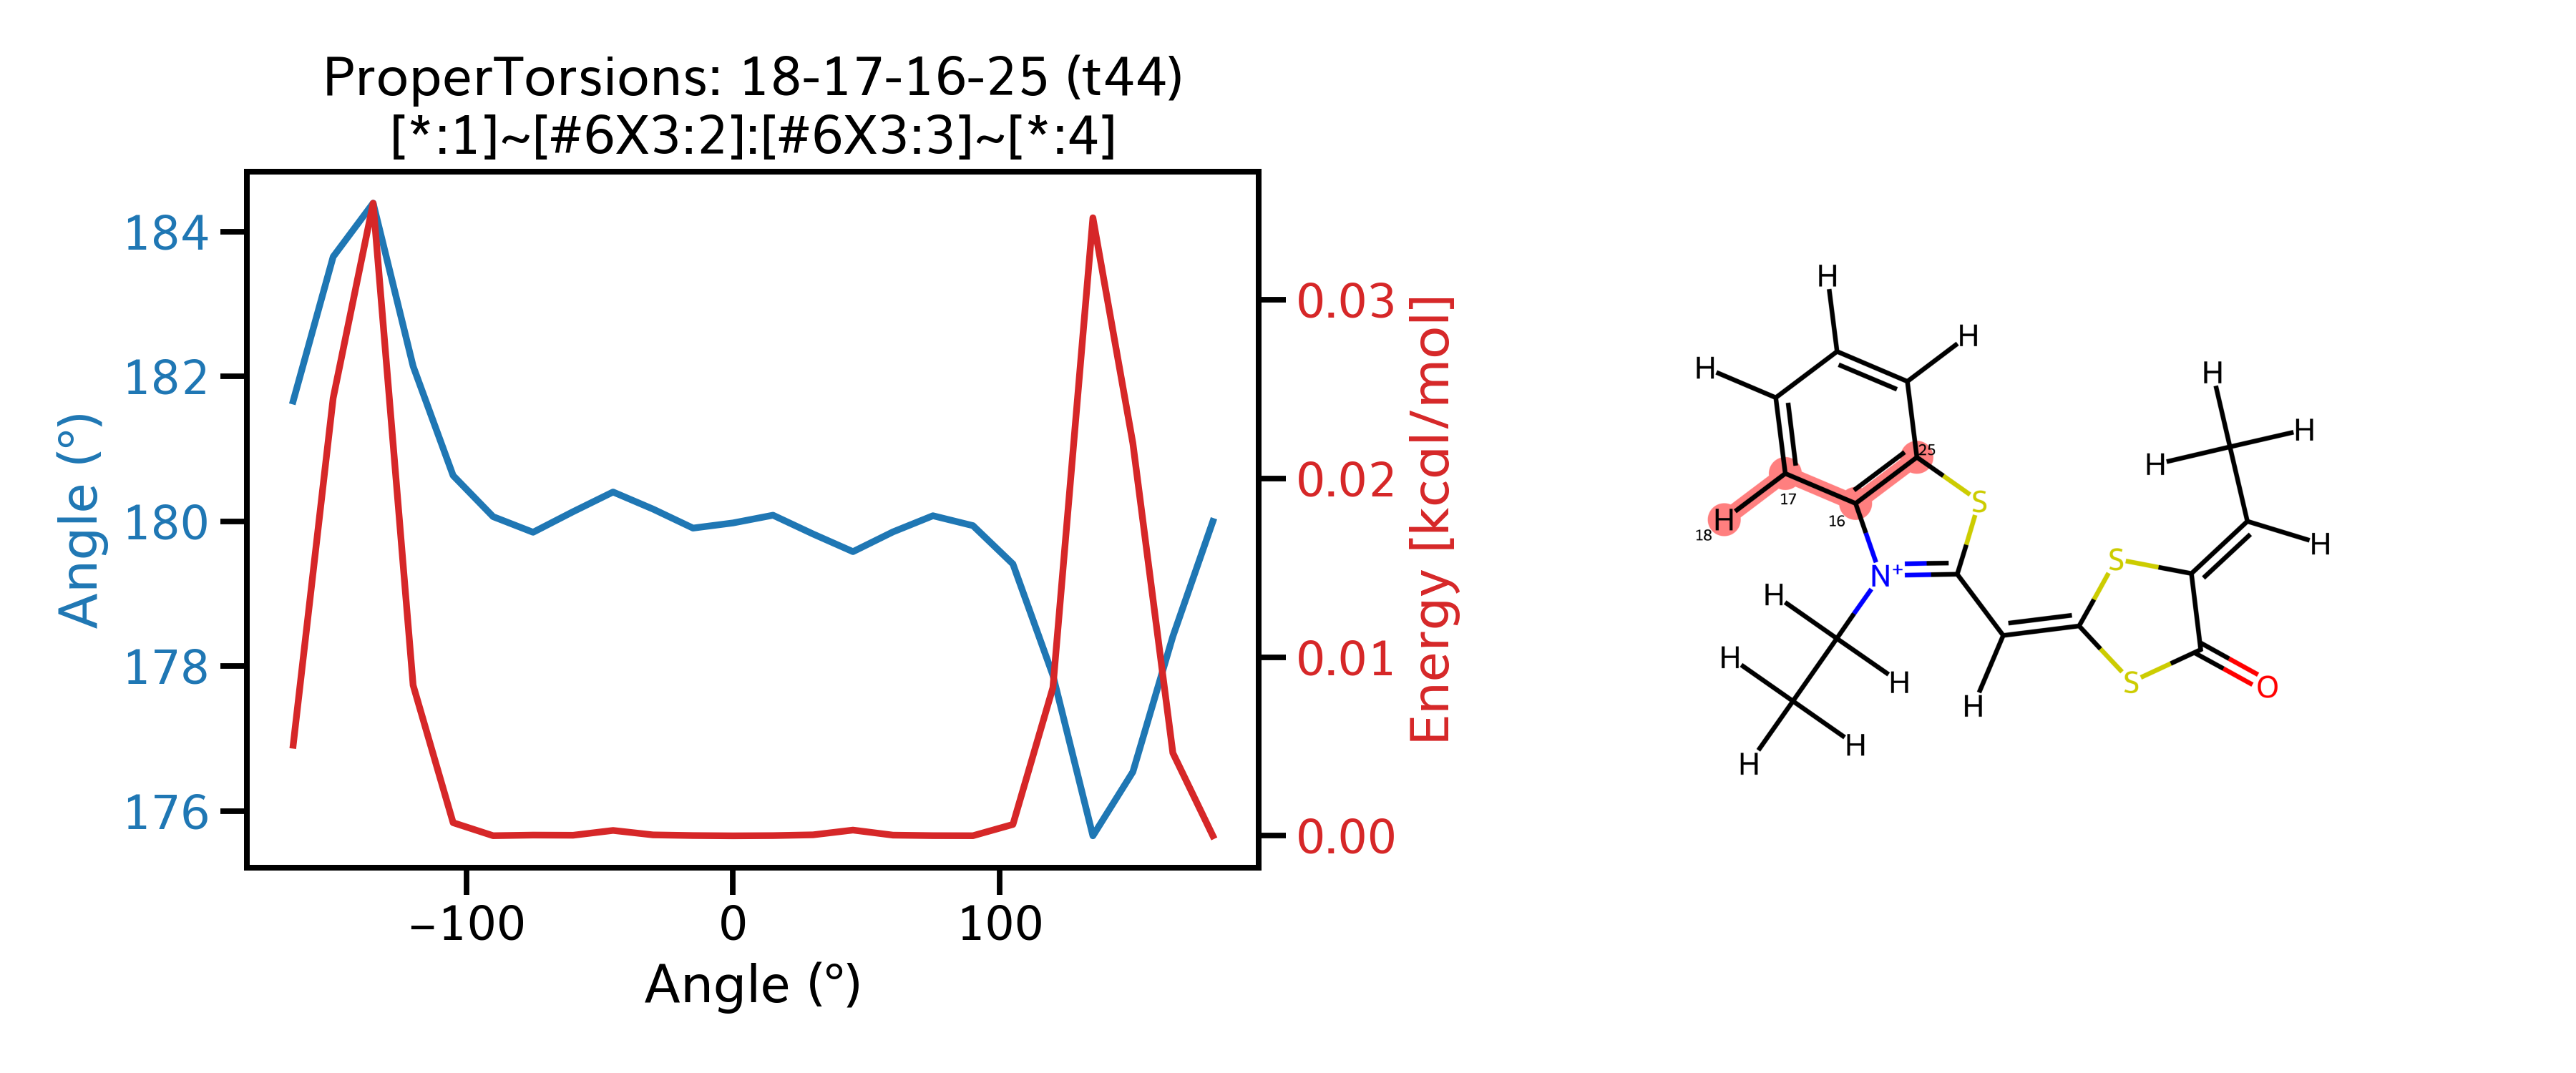 ProperTorsions: 18-17-16-25 (t44)
[*:1]~[#6X3:2]:[#6X3:3]~[*:4]
184
182
180
178
176
Angle (°)
0.03
0.02
0.01
0.00
Energy [kcal/mol]
−100
0
100
Angle (°)
H
H
H
H
H
H
25
S
17
H
18
16
S
H
N⁺
H
H
H
S
O
H
H
H
H